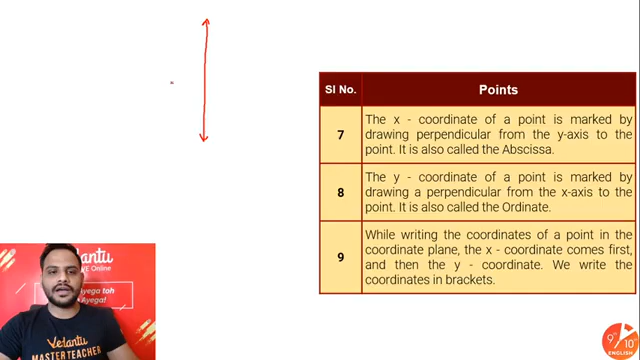 Sl No. Points
7 The x - coordinate of a point is marked by
drawing perpendicular from the y-axis to the
point. It is also called the Abscissa.
8 The y - coordinate of a point is marked by
drawing a perpendicular from the x-axis to the
point. It is also called the Ordinate.
9 While writing the coordinates of a point in the
coordinate plane, the x - coordinate comes first,
and then the y - coordinate. We write the
coordinates in brackets.
Vedantu
MASTER TEACHER
9 10
ENGLISH